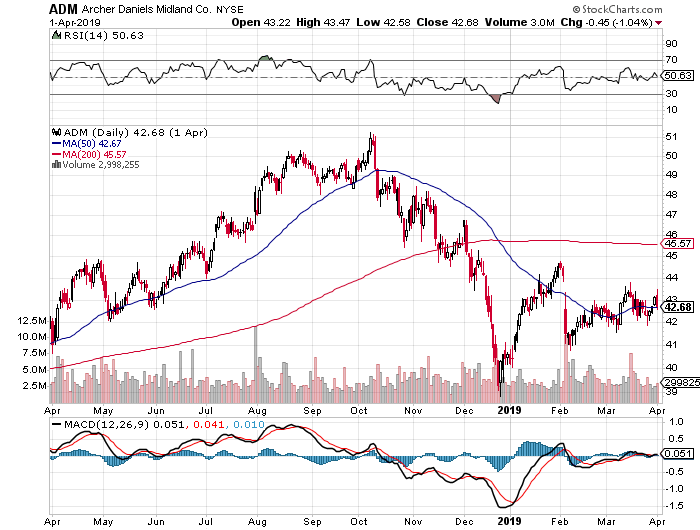 ADM Archer Daniels Midland Co. NYSE © StockCharts.com
1-Apr-2019 Open 43.22 High 43.47 Low 42.58 Close 42.68 Volume 3.0M Chg -0.45 (-1.04%)
RSI(14) 50.63
90
70
50.63
30
10
ADM (Daily) 42.68 (1 Apr)
MA(50) 42.67
MA(200) 45.57
Volume 2,998,255
51
50
49
48
47
46
45.57
45
44
43
42.68
42
41
40
299825
39
12.5M
10.0M
7.5M
5.0M
2.5M
Apr May Jun Jul Aug Sep Oct Nov Dec 2019 Feb Mar Apr
MACD(12,26,9) 0.051, 0.041, 0.010
1.0
0.5
0.051
-0.5
-1.0
-1.5
Apr May Jun Jul Aug Sep Oct Nov Dec 2019 Feb Mar Apr